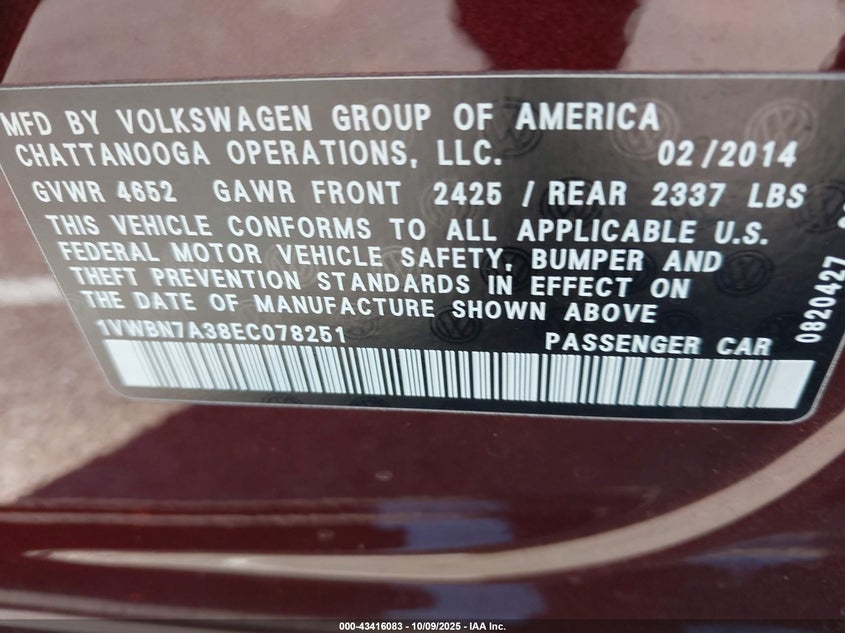 MFD BY VOLKSWAGEN GROUP OF AMERICA
CHATTANOOGA OPERATIONS, LLC. 02/2014
GVWR 4652 GAWR FRONT 2425 / REAR 2337 LBS
THIS VEHICLE CONFORMS TO ALL APPLICABLE U.S.
FEDERAL MOTOR VEHICLE SAFETY, BUMPER AND
THEFT PREVENTION STANDARDS IN EFFECT ON
THE DATE OF MANUFACTURE SHOWN ABOVE
1VWBN7A38EC078251 PASSENGER CAR
0820427
000-43416083 - 10/09/2025 - IAA Inc.